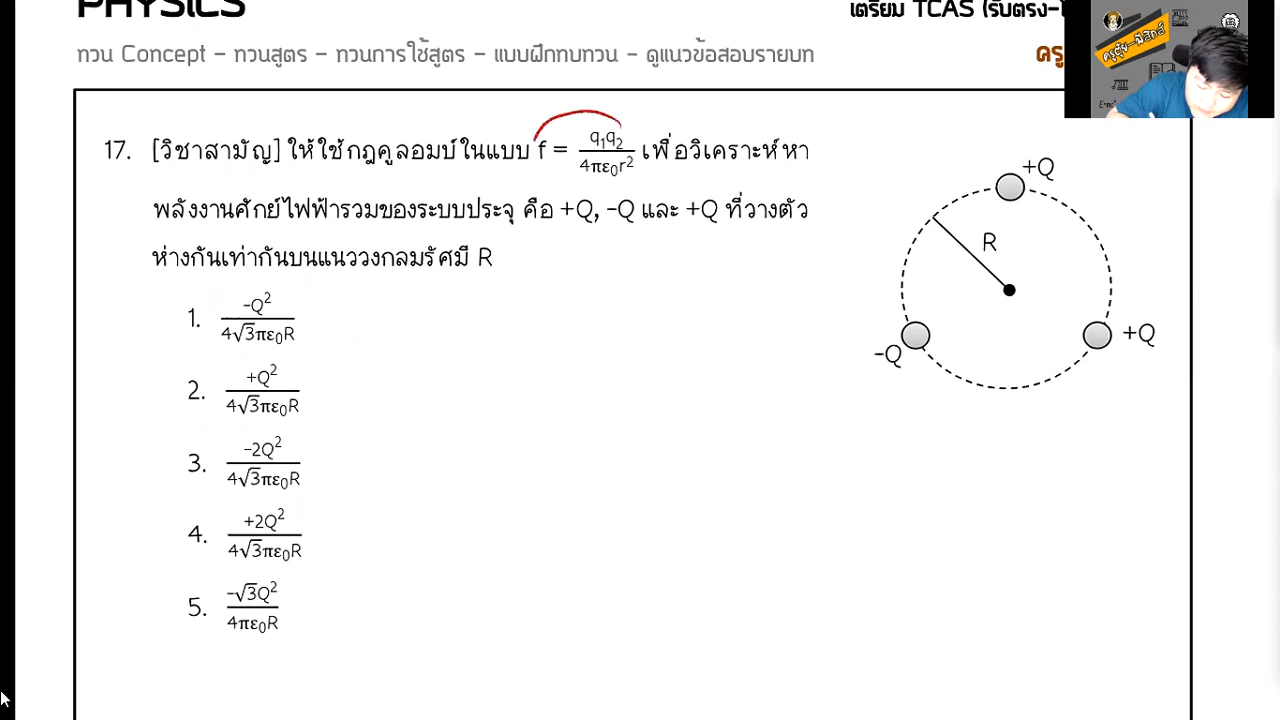 PHYSICS
เตรียม TCAS (รับตรง-
ทวน Concept – ทวนสูตร – ทวนการใช้สูตร – แบบฝึกทบทวน – ดูแนวข้อสอบรายบท
ครู
ครูตุ้ย-ฟิสิกส์
17. [วิชาสามัญ] ให้ใช้กฎคูลอมบ์ในแบบ f = q₁q₂/4πε₀r² เพื่อวิเคราะห์หา
พลังงานศักย์ไฟฟ้ารวมของระบบประจุ คือ +Q, -Q และ +Q ที่วางตัว
ห่างกันเท่ากันบนแนววงกลมรัศมี R
1. -Q²/4√3πε₀R
2. +Q²/4√3πε₀R
3. -2Q²/4√3πε₀R
4. +2Q²/4√3πε₀R
5. -√3Q²/4πε₀R
+Q
R
-Q
+Q